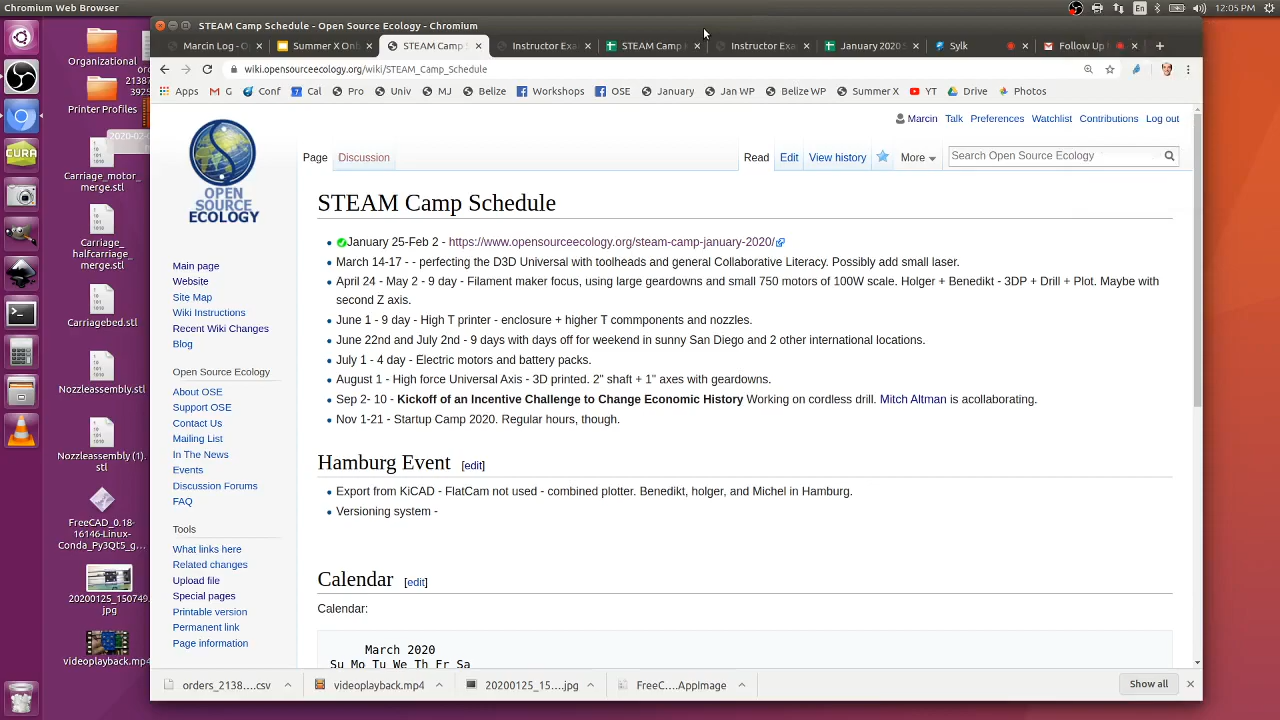 Chromium Web Browser
En
12:05 PM
STEAM Camp Schedule - Open Source Ecology - Chromium
Marcin Log - O
Summer X Onb
STEAM Camp S
Instructor Exa
STEAM Camp
Instructor Exa
January 2020 S
Sylk
Follow Up
wiki.opensourceecology.org/wiki/STEAM_Camp_Schedule
Apps
G
Conf
Cal
Pro
Univ
MJ
Belize
Workshops
OSE
January
Jan WP
Belize WP
Summer X
YT
Drive
Photos
Organizational
Printer Profiles
Carriage_motor_
merge.stl
Carriage_
halfcarriage_
merge.stl
Carriagebed.stl
Nozzleassembly.stl
Nozzleassembly (1).
stl
FreeCAD_0.18-
16146-Linux-
Conda_Py3Qt5_g...
20200125_150749.
jpg
videoplayback.mp4
CURA
OPEN
SOURCE
ECOLOGY
Main page
Website
Site Map
Wiki Instructions
Recent Wiki Changes
Blog
Open Source Ecology
About OSE
Support OSE
Contact Us
Mailing List
In The News
Events
Discussion Forums
FAQ
Tools
What links here
Related changes
Upload file
Special pages
Printable version
Permanent link
Page information
Marcin
Talk
Preferences
Watchlist
Contributions
Log out
Page
Discussion
Read
Edit
View history
More
Search Open Source Ecology
STEAM Camp Schedule
January 25-Feb 2 - https://www.opensourceecology.org/steam-camp-january-2020/
March 14-17 - - perfecting the D3D Universal with toolheads and general Collaborative Literacy. Possibly add small laser.
April 24 - May 2 - 9 day - Filament maker focus, using large geardowns and small 750 motors of 100W scale. Holger + Benedikt - 3DP + Drill + Plot. Maybe with
second Z axis.
June 1 - 9 day - High T printer - enclosure + higher T commponents and nozzles.
June 22nd and July 2nd - 9 days with days off for weekend in sunny San Diego and 2 other international locations.
July 1 - 4 day - Electric motors and battery packs.
August 1 - High force Universal Axis - 3D printed. 2" shaft + 1" axes with geardowns.
Sep 2- 10 - Kickoff of an Incentive Challenge to Change Economic History Working on cordless drill. Mitch Altman is acollaborating.
Nov 1-21 - Startup Camp 2020. Regular hours, though.
Hamburg Event [edit]
Export from KiCAD - FlatCam not used - combined plotter. Benedikt, holger, and Michel in Hamburg.
Versioning system -
Calendar [edit]
Calendar:
March 2020
Su Mo Tu We Th Fr Sa
orders_2138....csv
videoplayback.mp4
20200125_15....jpg
FreeC....AppImage
Show all